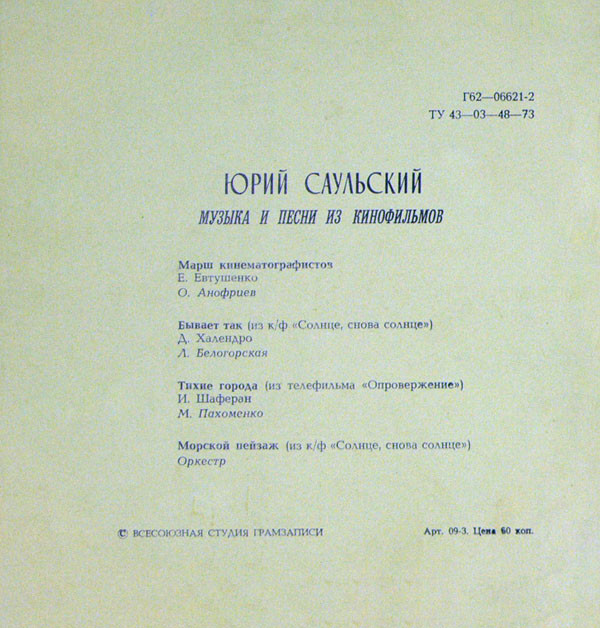 Г62—06621-2
ТУ 43—03—48—73
ЮРИЙ САУЛЬСКИЙ
МУЗЫКА И ПЕСНИ ИЗ КИНОФИЛЬМОВ
Марш кинематографистов
Е. Евтушенко
О. Анофриев
Бывает так (из к/ф «Солнце, снова солнце»)
Д. Халендро
Л. Белогорская
Тихие города (из телефильма «Опровержение»)
И. Шаферан
М. Пахоменко
Морской пейзаж (из к/ф «Солнце, снова солнце»)
Оркестр
© ВСЕСОЮЗНАЯ СТУДИЯ ГРАМЗАПИСИ
Арт. 09-3. Цена 60 коп.